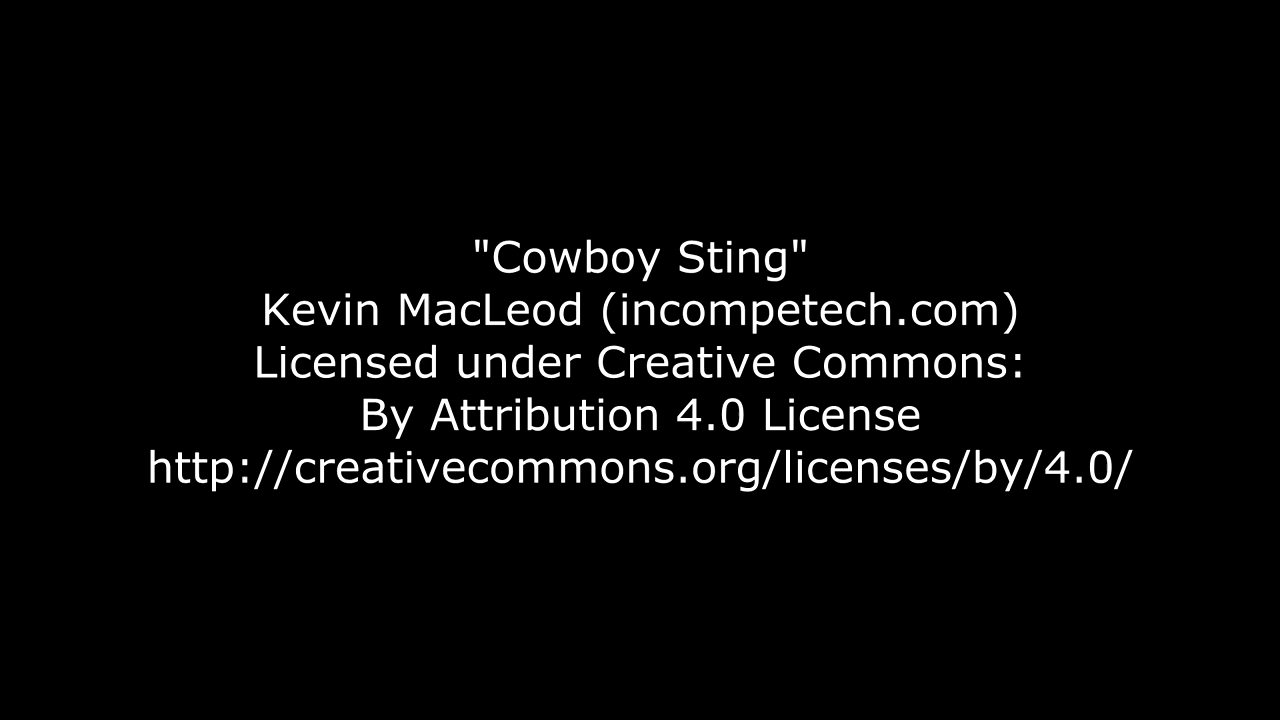 "Cowboy Sting"
Kevin MacLeod (incompetech.com)
Licensed under Creative Commons:
By Attribution 4.0 License
http://creativecommons.org/licenses/by/4.0/